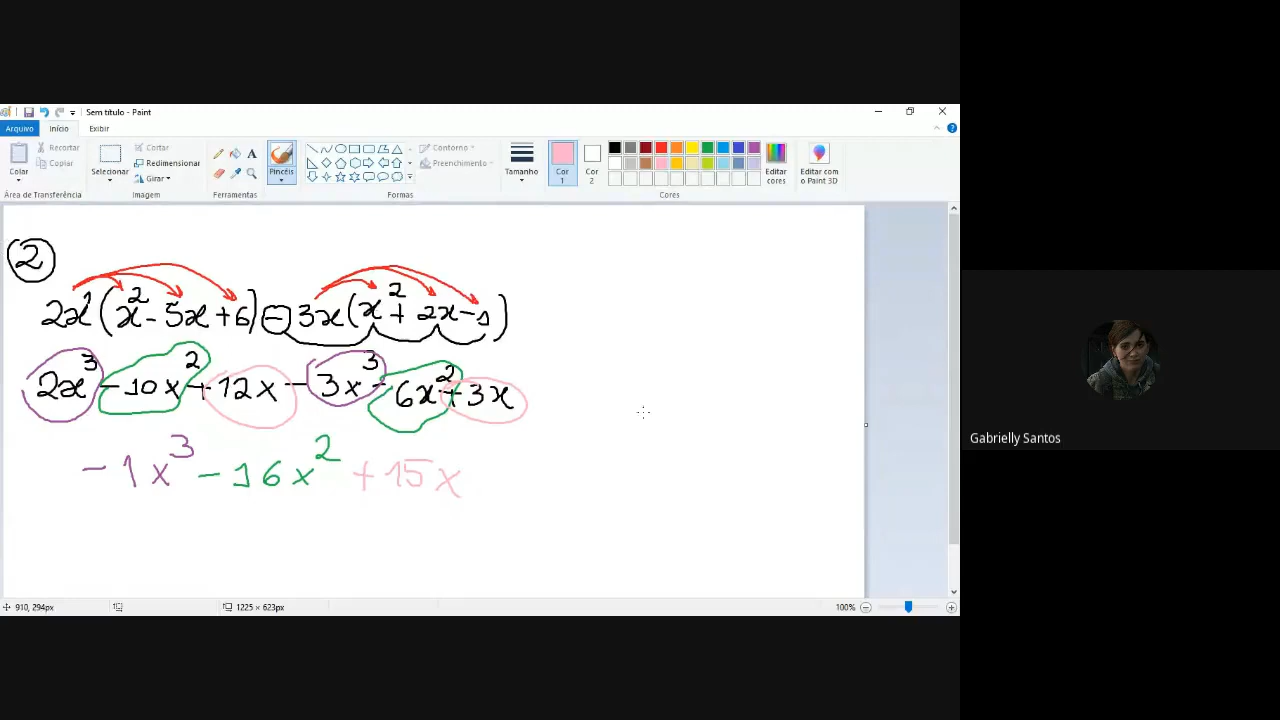 Sem título - Paint
Arquivo Início Exibir
Colar
Recortar
Copiar
Área de Transferência
Selecionar
Cortar
Redimensionar
Girar
Imagem
A
Ferramentas
Pincéis
Contorno
Preenchimento
Formas
Tamanho
Cor 1
Cor 2
Editar cores
Cores
Editar com o Paint 3D
2
2x¹(x² - 5x + 6) - 3x(x² + 2x - 1)
2x³ - 10x² + 12x - 3x³ - 6x² + 3x
- 1x³ - 16x² + 15x
Gabrielly Santos
910, 294px
1225 × 623px
100%